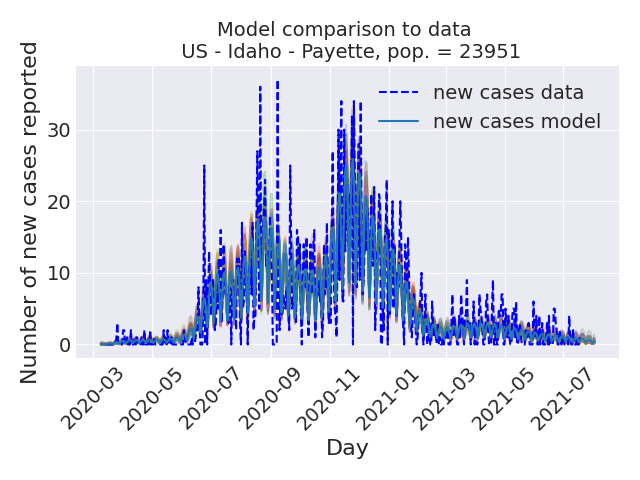 Model comparison to data
US - Idaho - Payette, pop. = 23951
Number of new cases reported
30
20
10
0
new cases data
new cases model
2020-03
2020-05
2020-07
2020-09
2020-11
2021-01
2021-03
2021-05
2021-07
Day